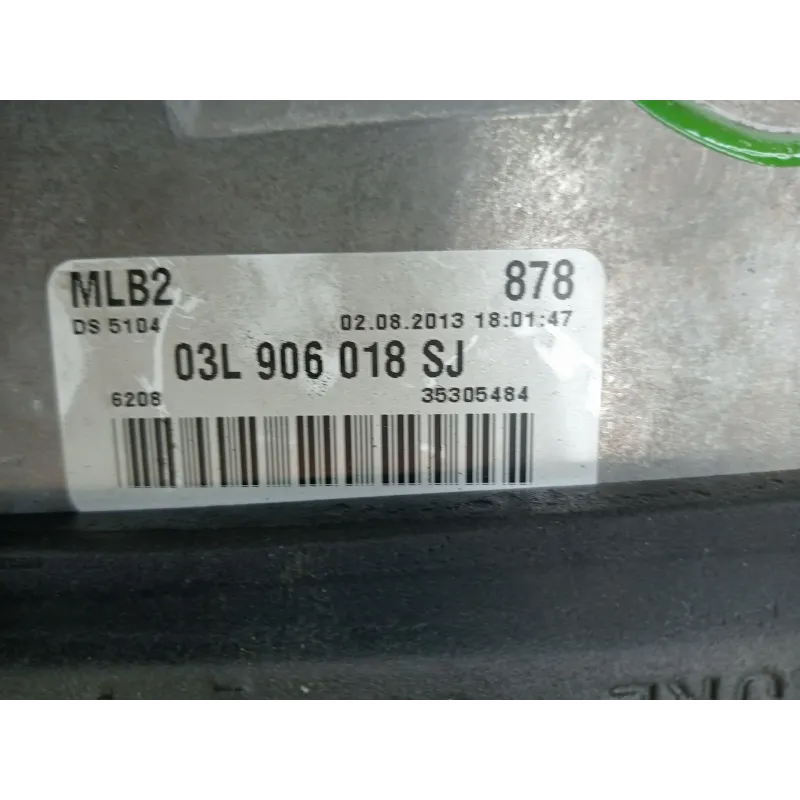 MLB2 878
DS 5104 02.08.2013 18:01:47
03L 906 018 SJ
6208 35305484